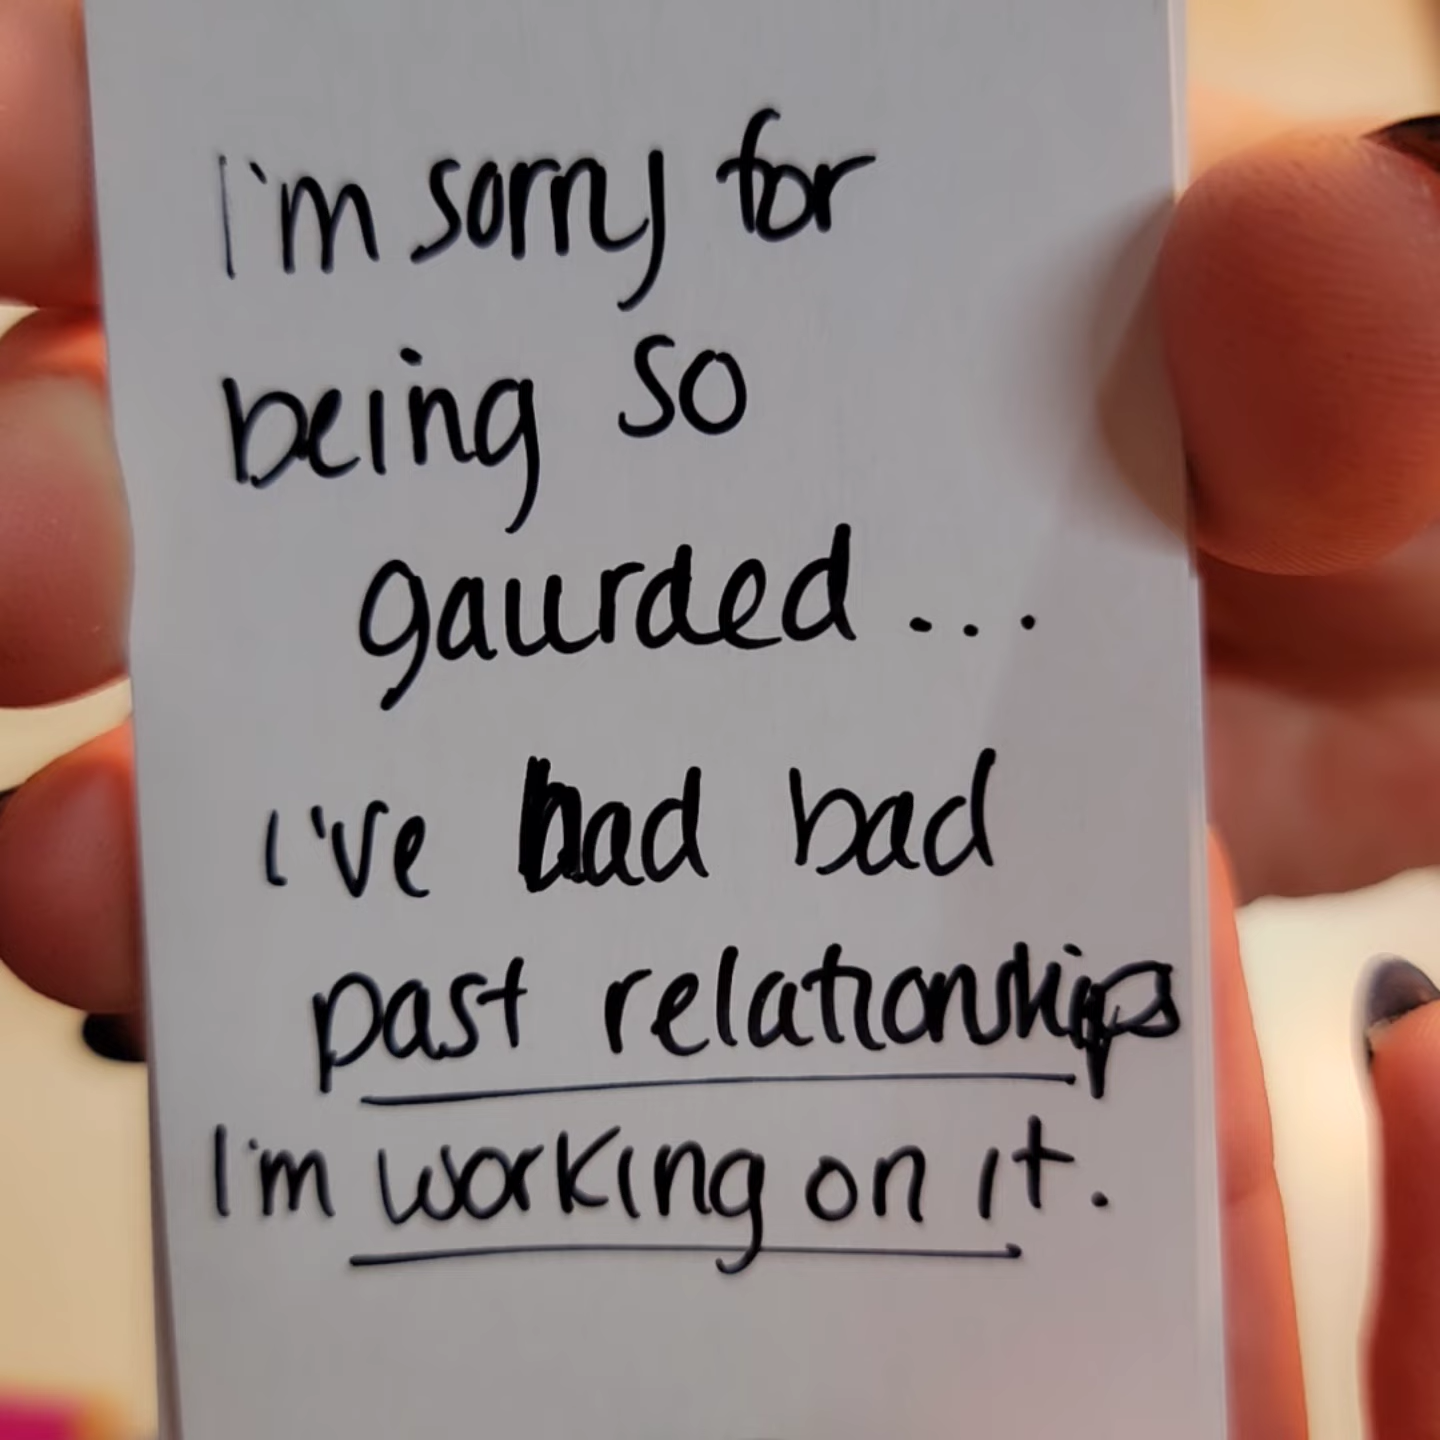 I'm sorry for
being so
gaurded...
I've had bad
past relationships
I'm working on it.